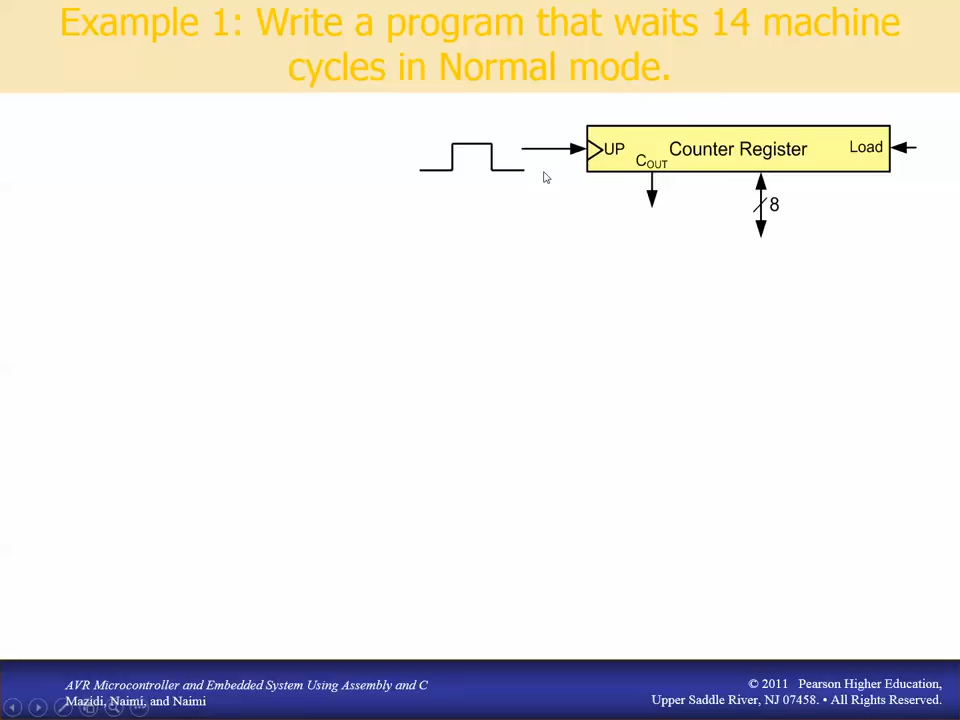 Example 1: Write a program that waits 14 machine
cycles in Normal mode.
UP
COUT
Counter Register
Load
8
AVR Microcontroller and Embedded System Using Assembly and C
Mazidi, Naimi, and Naimi
© 2011 Pearson Higher Education,
Upper Saddle River, NJ 07458. • All Rights Reserved.